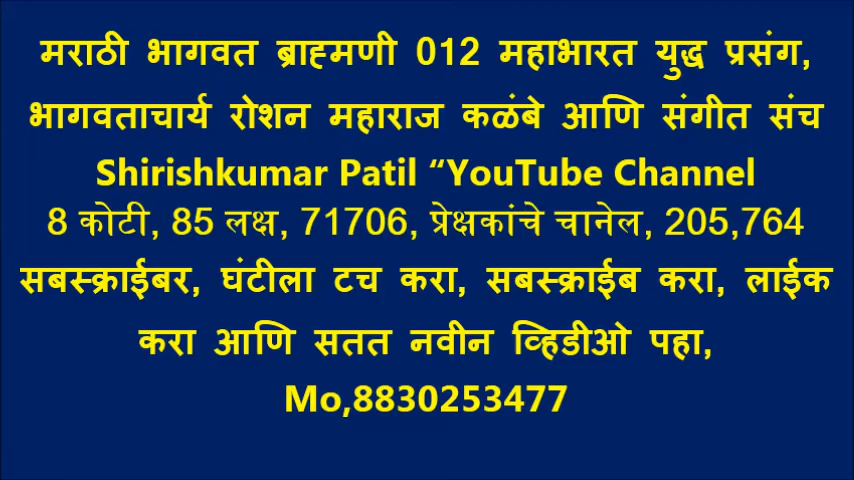 मराठी भागवत ब्राह्मणी 012 महाभारत युद्ध प्रसंग,
भागवताचार्य रोशन महाराज कळंबे आणि संगीत संच
Shirishkumar Patil “YouTube Channel
8 कोटी, 85 लक्ष, 71706, प्रेक्षकांचे चानेल, 205,764
सबस्क्राईबर, घंटीला टच करा, सबस्क्राईब करा, लाईक
करा आणि सतत नवीन व्हिडीओ पहा,
Mo,8830253477